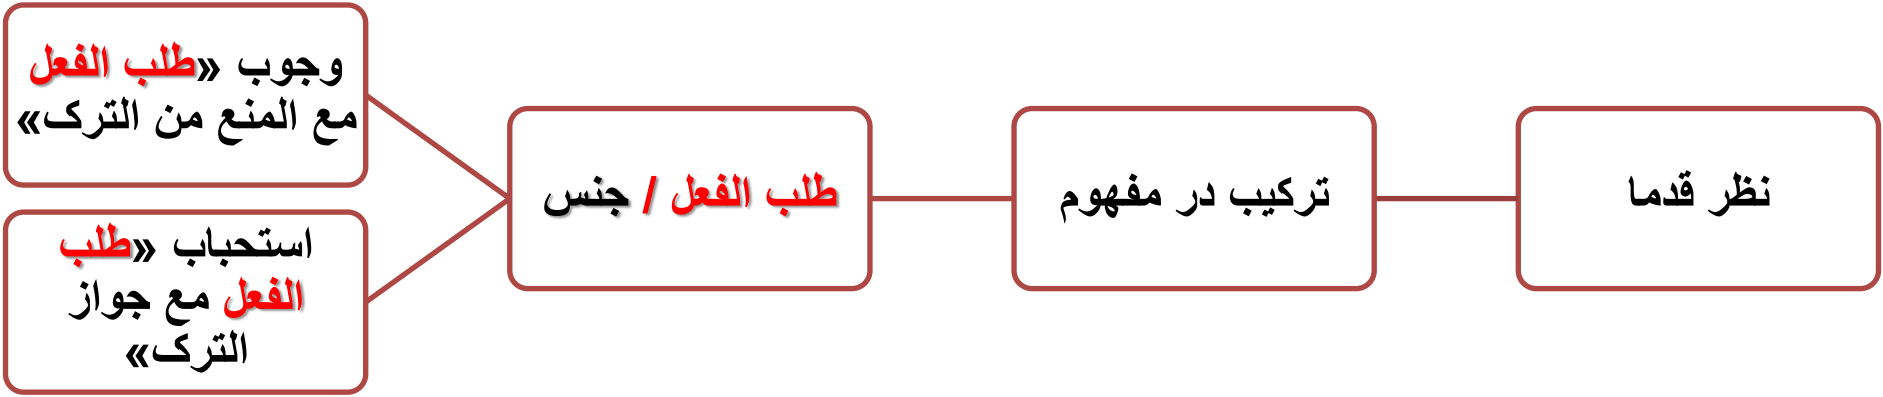 نظر قدما
ترکیب در مفهوم
طلب الفعل / جنس
وجوب «طلب الفعل
مع المنع من الترک»
استحباب «طلب
الفعل مع جواز
الترک»